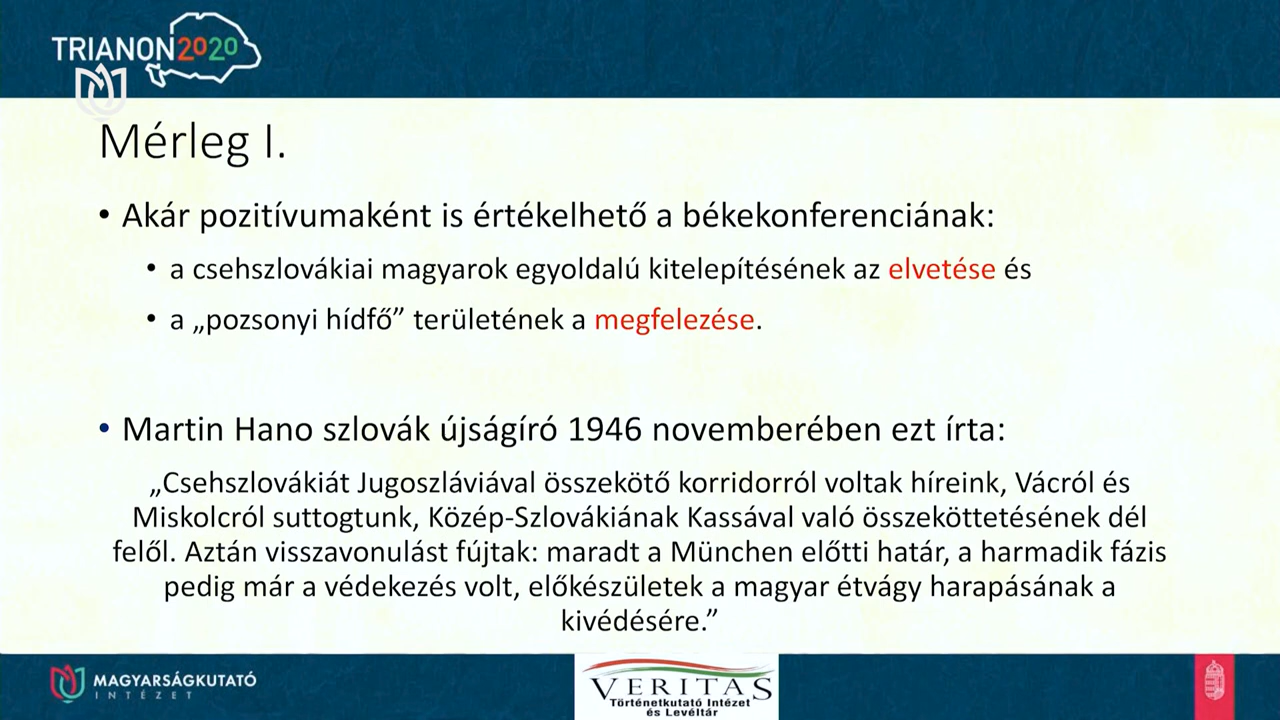 TRIANON2020
Mérleg I.
• Akár pozitívumaként is értékelhető a békekonferenciának:
• a csehszlovákiai magyarok egyoldalú kitelepítésének az elvetése és
• a „pozsonyi hídfő” területének a megfelezése.
• Martin Hano szlovák újságíró 1946 novemberében ezt írta:
„Csehszlovákiát Jugoszláviával összekötő korridorról voltak híreink, Vácról és
Miskolcról suttogtunk, Közép-Szlovákiának Kassával való összeköttetésének dél
felől. Aztán visszavonulást fújtak: maradt a München előtti határ, a harmadik fázis
pedig már a védekezés volt, előkészületek a magyar étvágy harapásának a
kivédésére.”
MAGYARSÁGKUTATÓ
INTÉZET
VERITAS
Történetkutató Intézet
és Levéltár